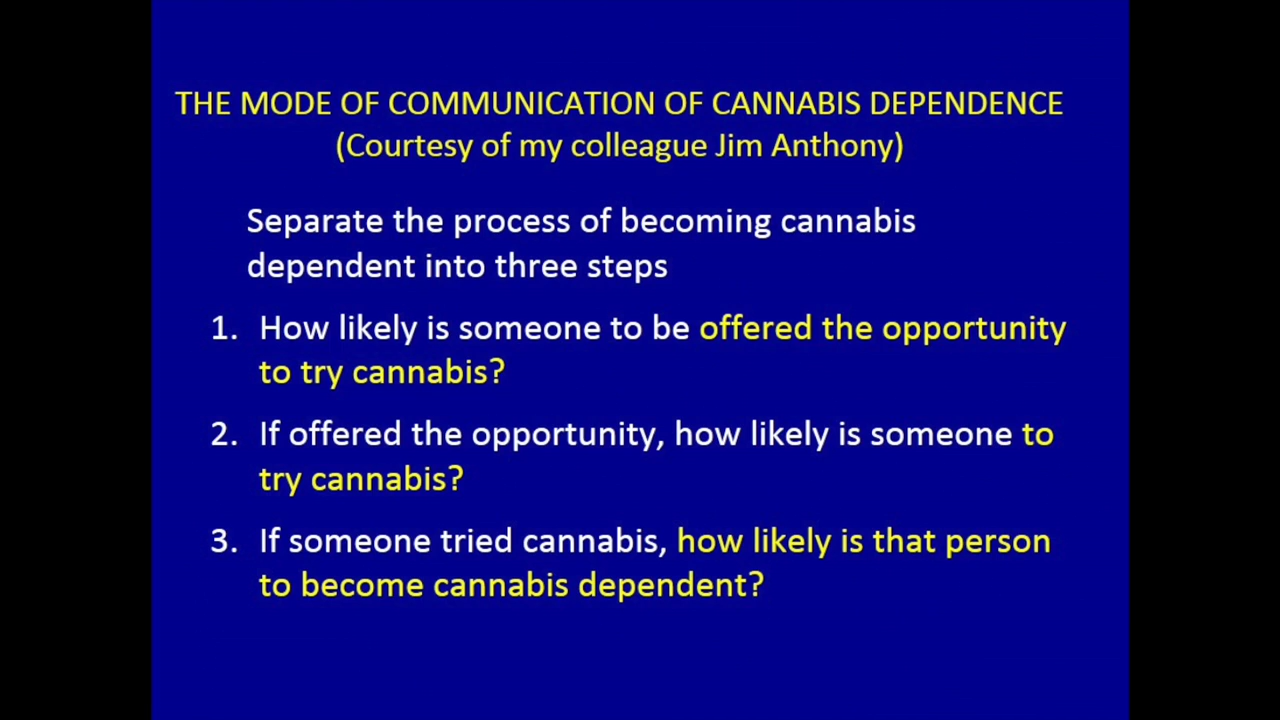 THE MODE OF COMMUNICATION OF CANNABIS DEPENDENCE
(Courtesy of my colleague Jim Anthony)
Separate the process of becoming cannabis
dependent into three steps
1. How likely is someone to be offered the opportunity
to try cannabis?
2. If offered the opportunity, how likely is someone to
try cannabis?
3. If someone tried cannabis, how likely is that person
to become cannabis dependent?